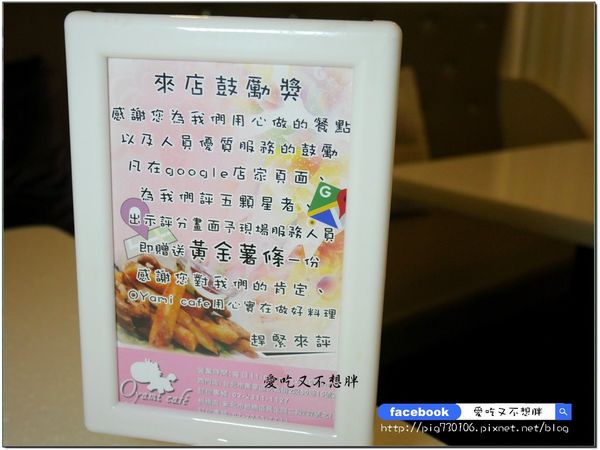 來店鼓勵獎
感謝您為我們用心做的餐點
以及人員優質服務的鼓勵
凡在google店家頁面、
為我們評五顆星者、
出示評分畫面予現場服務人員
即贈送黃金薯條一份
感謝您對我們的肯定、
OYami cafe用心實在做好料理
趕緊來評
Oyami café
愛吃又不想胖
facebook 愛吃又不想胖
http://pig730106.pixnet.net/blog